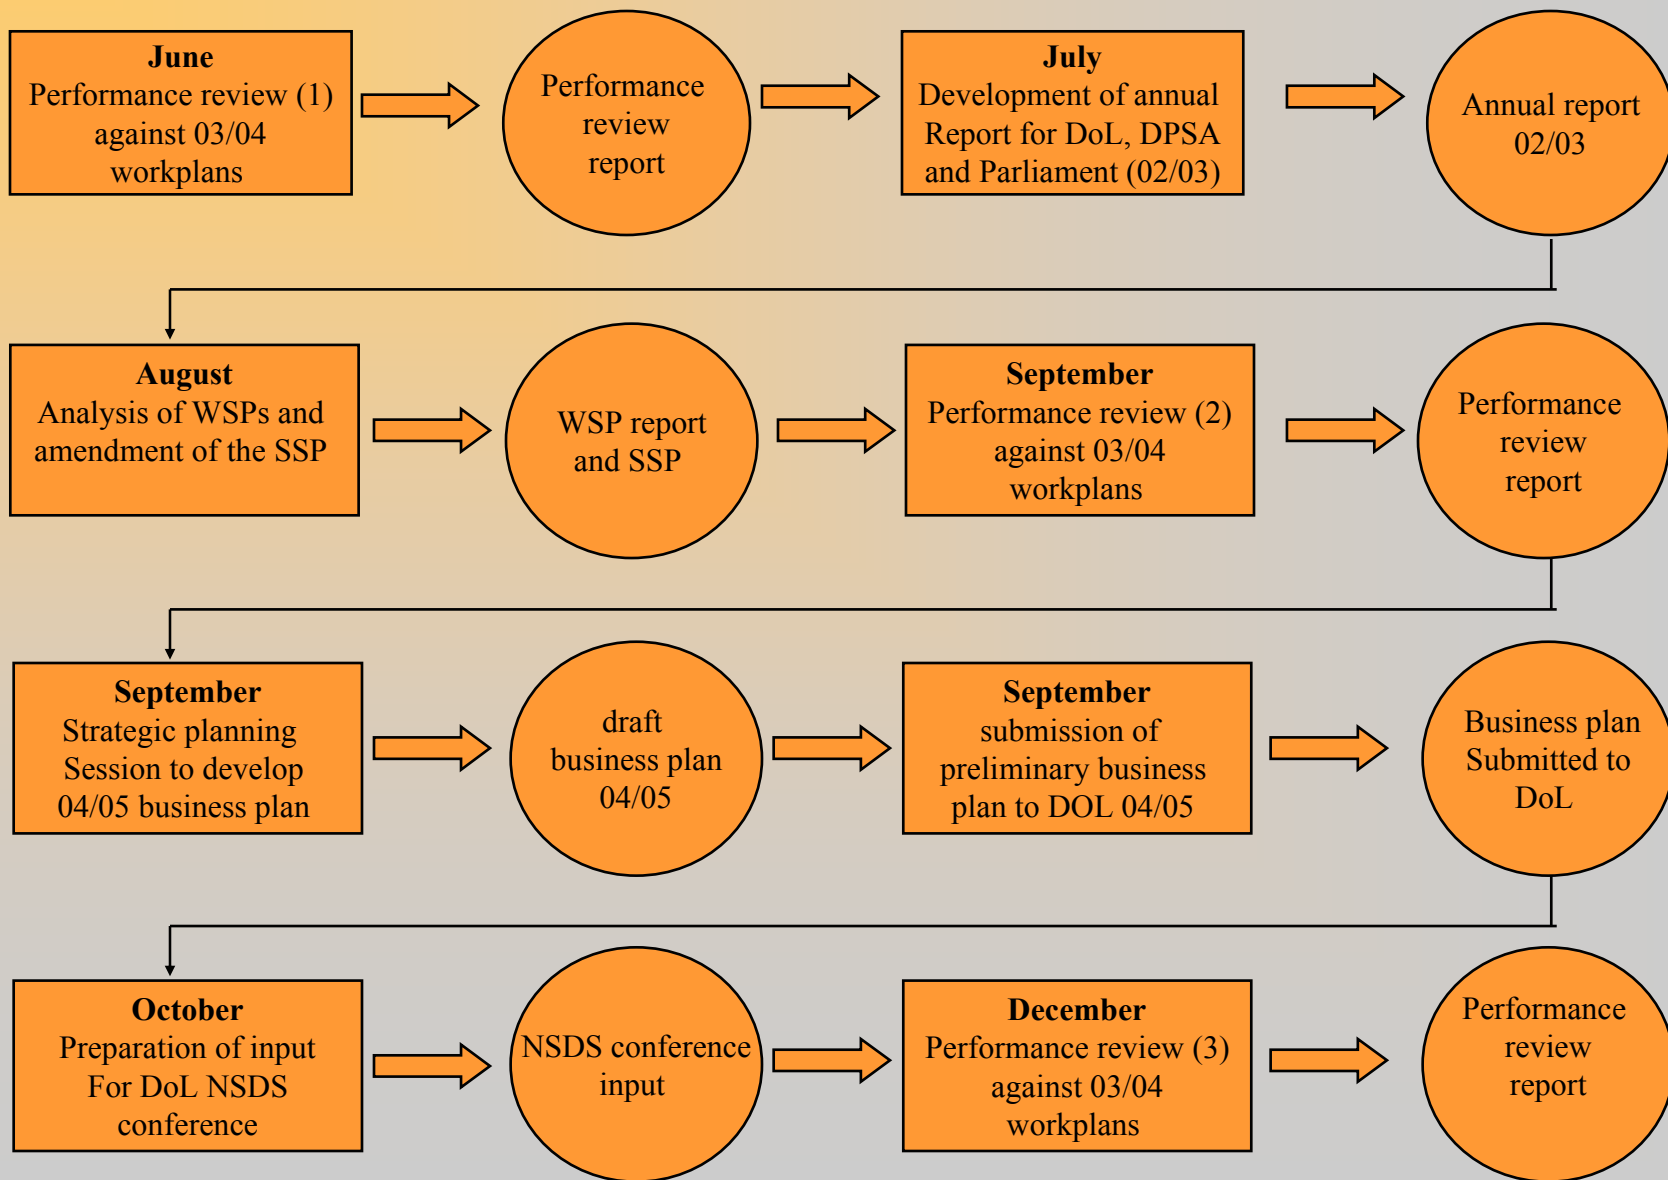 June
Performance review (1)
against 03/04
workplans
Performance
review
report
July
Development of annual
Report for DoL, DPSA
and Parliament (02/03)
Annual report
02/03
August
Analysis of WSPs and
amendment of the SSP
WSP report
and SSP
September
Performance review (2)
against 03/04
workplans
Performance
review
report
September
Strategic planning
Session to develop
04/05 business plan
draft
business plan
04/05
September
submission of
preliminary business
plan to DOL 04/05
Business plan
Submitted to
DoL
October
Preparation of input
For DoL NSDS
conference
NSDS conference
input
December
Performance review (3)
against 03/04
workplans
Performance
review
report